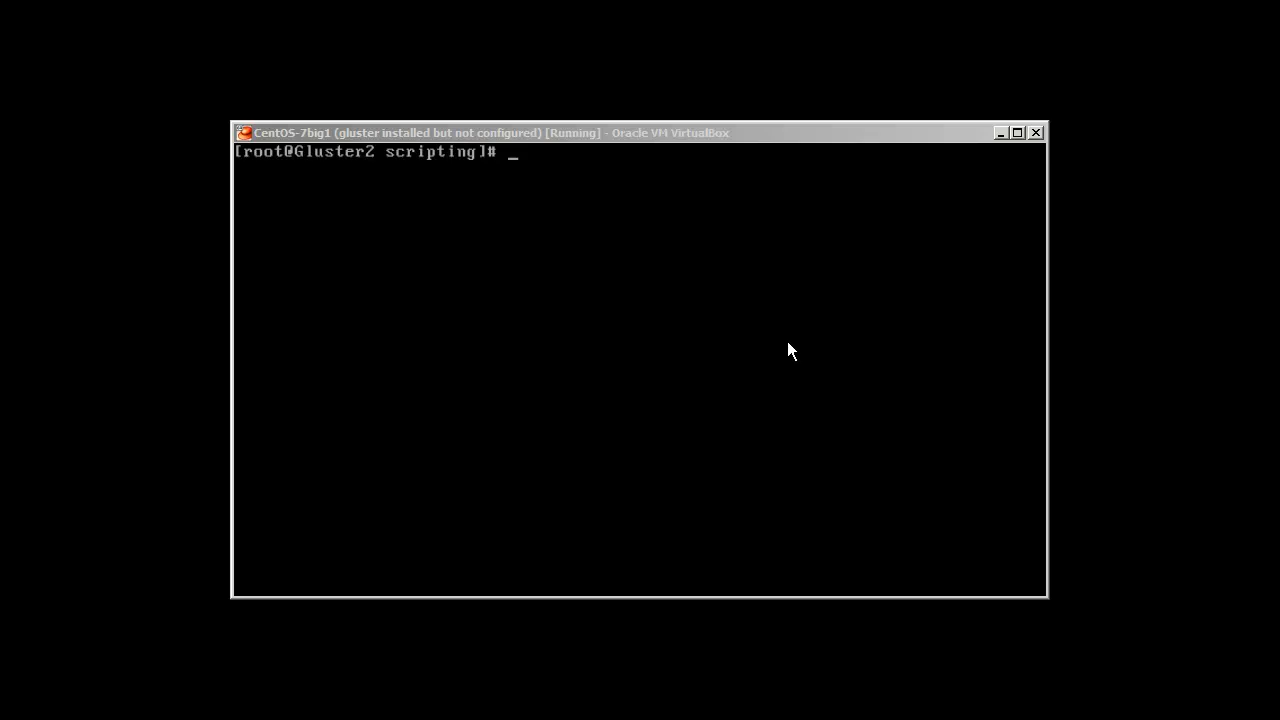 CentOS-7big1 (gluster installed but not configured) [Running] - Oracle VM VirtualBox
[root@Gluster2 scripting]# _